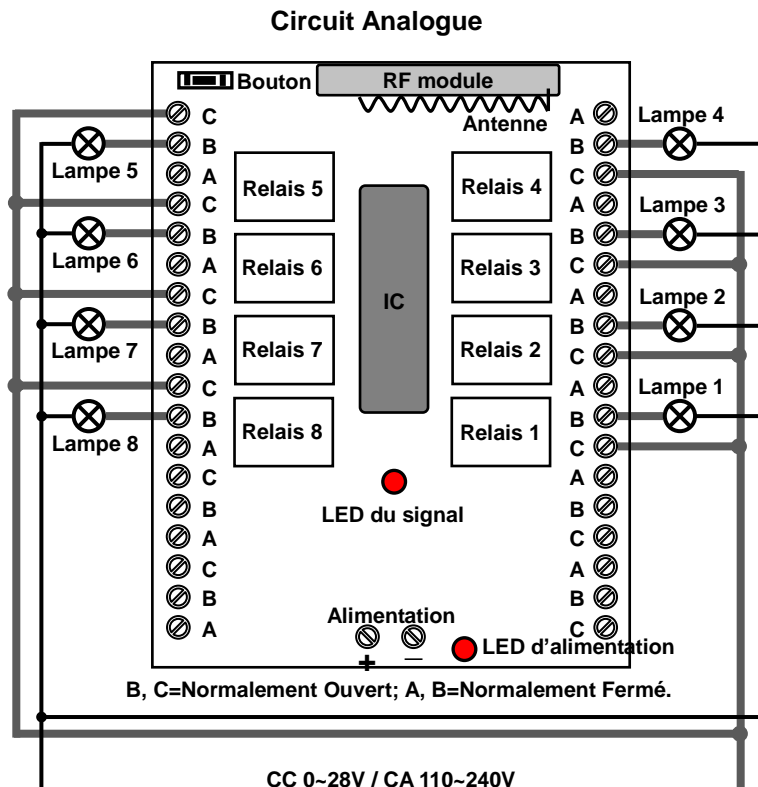 Circuit Analogue
Bouton
RF module
Antenne
C
B
A
C
B
A
C
B
A
C
B
A
C
B
A
C
B
A
Lampe 5
Lampe 6
Lampe 7
Lampe 8
Relais 5
Relais 6
Relais 7
Relais 8
IC
Relais 4
Relais 3
Relais 2
Relais 1
A
B
C
A
B
C
A
B
C
A
B
C
A
B
C
A
B
C
Lampe 4
Lampe 3
Lampe 2
Lampe 1
LED du signal
Alimentation
+ _
LED d’alimentation
B, C=Normalement Ouvert; A, B=Normalement Fermé.
CC 0~28V / CA 110~240V